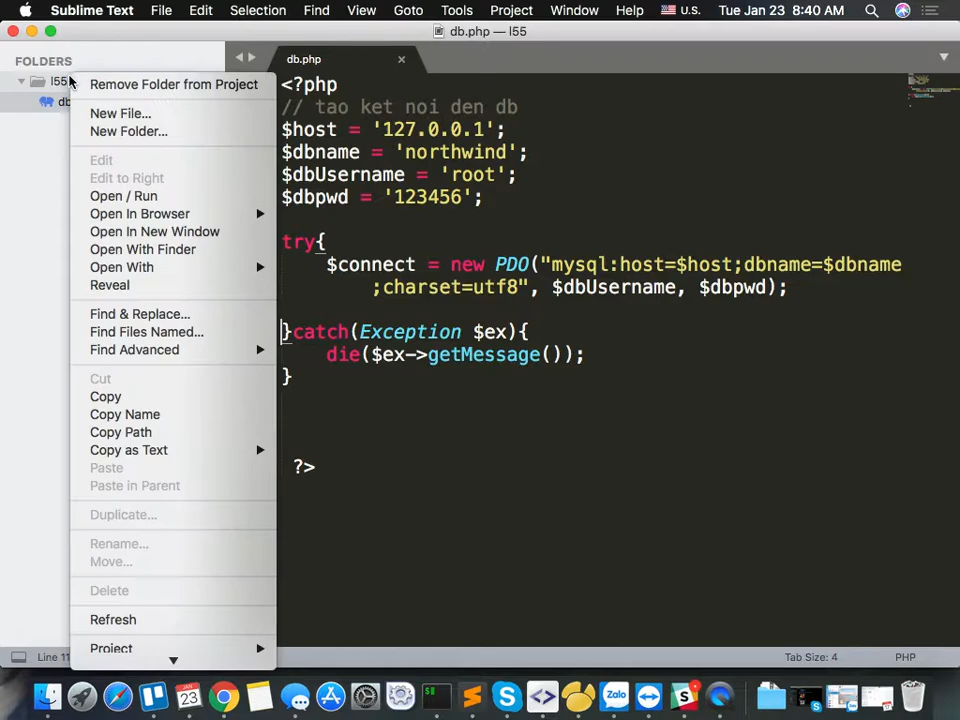 Sublime Text File Edit Selection Find View Goto Tools Project Window Help U.S. Tue Jan 23 8:40 AM
db.php — l55
FOLDERS
l55
db
db.php
Remove Folder from Project
New File...
New Folder...
Edit
Edit to Right
Open / Run
Open In Browser
Open In New Window
Open With Finder
Open With
Reveal
Find & Replace...
Find Files Named...
Find Advanced
Cut
Copy
Copy Name
Copy Path
Copy as Text
Paste
Paste in Parent
Duplicate...
Rename...
Move...
Delete
Refresh
Project
<?php
// tao ket noi den db
$host = '127.0.0.1';
$dbname = 'northwind';
$dbUsername = 'root';
$dbpwd = '123456';
try{
$connect = new PDO("mysql:host=$host;dbname=$dbname
;charset=utf8", $dbUsername, $dbpwd);
}catch(Exception $ex){
die($ex->getMessage());
}
?>
Line 11
Tab Size: 4 PHP
23
Zalo